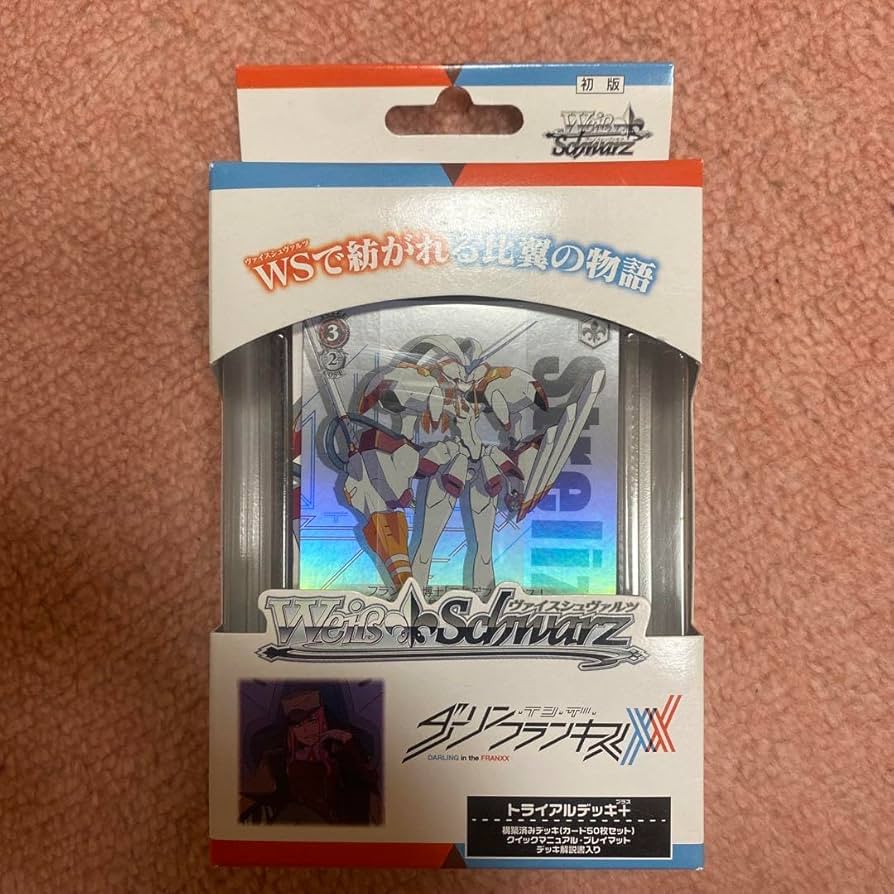 初版
Weiß Schwarz
ヴァイスシュヴァルツ
WSで紡がれる比翼の物語
3
2
Streliz
ヴァイスシュヴァルツ
Weiß Schwarz
ダーリン・イン・ザ・フランキスXX
DARLING in the FRANXX
プラス
トライアルデッキ+
構築済みデッキ(カード50枚セット)
クイックマニュアル・プレイマット
デッキ解説書入り